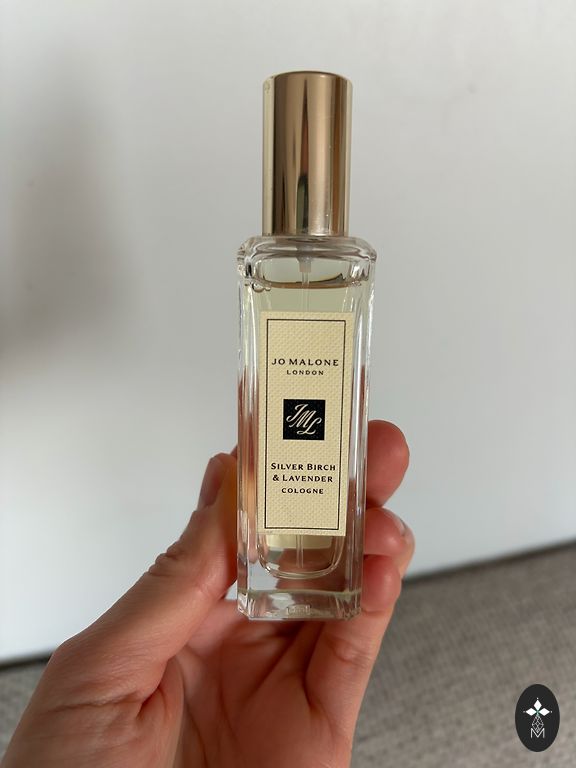 JO MALONE
LONDON
JML
SILVER BIRCH
& LAVENDER
COLOGNE